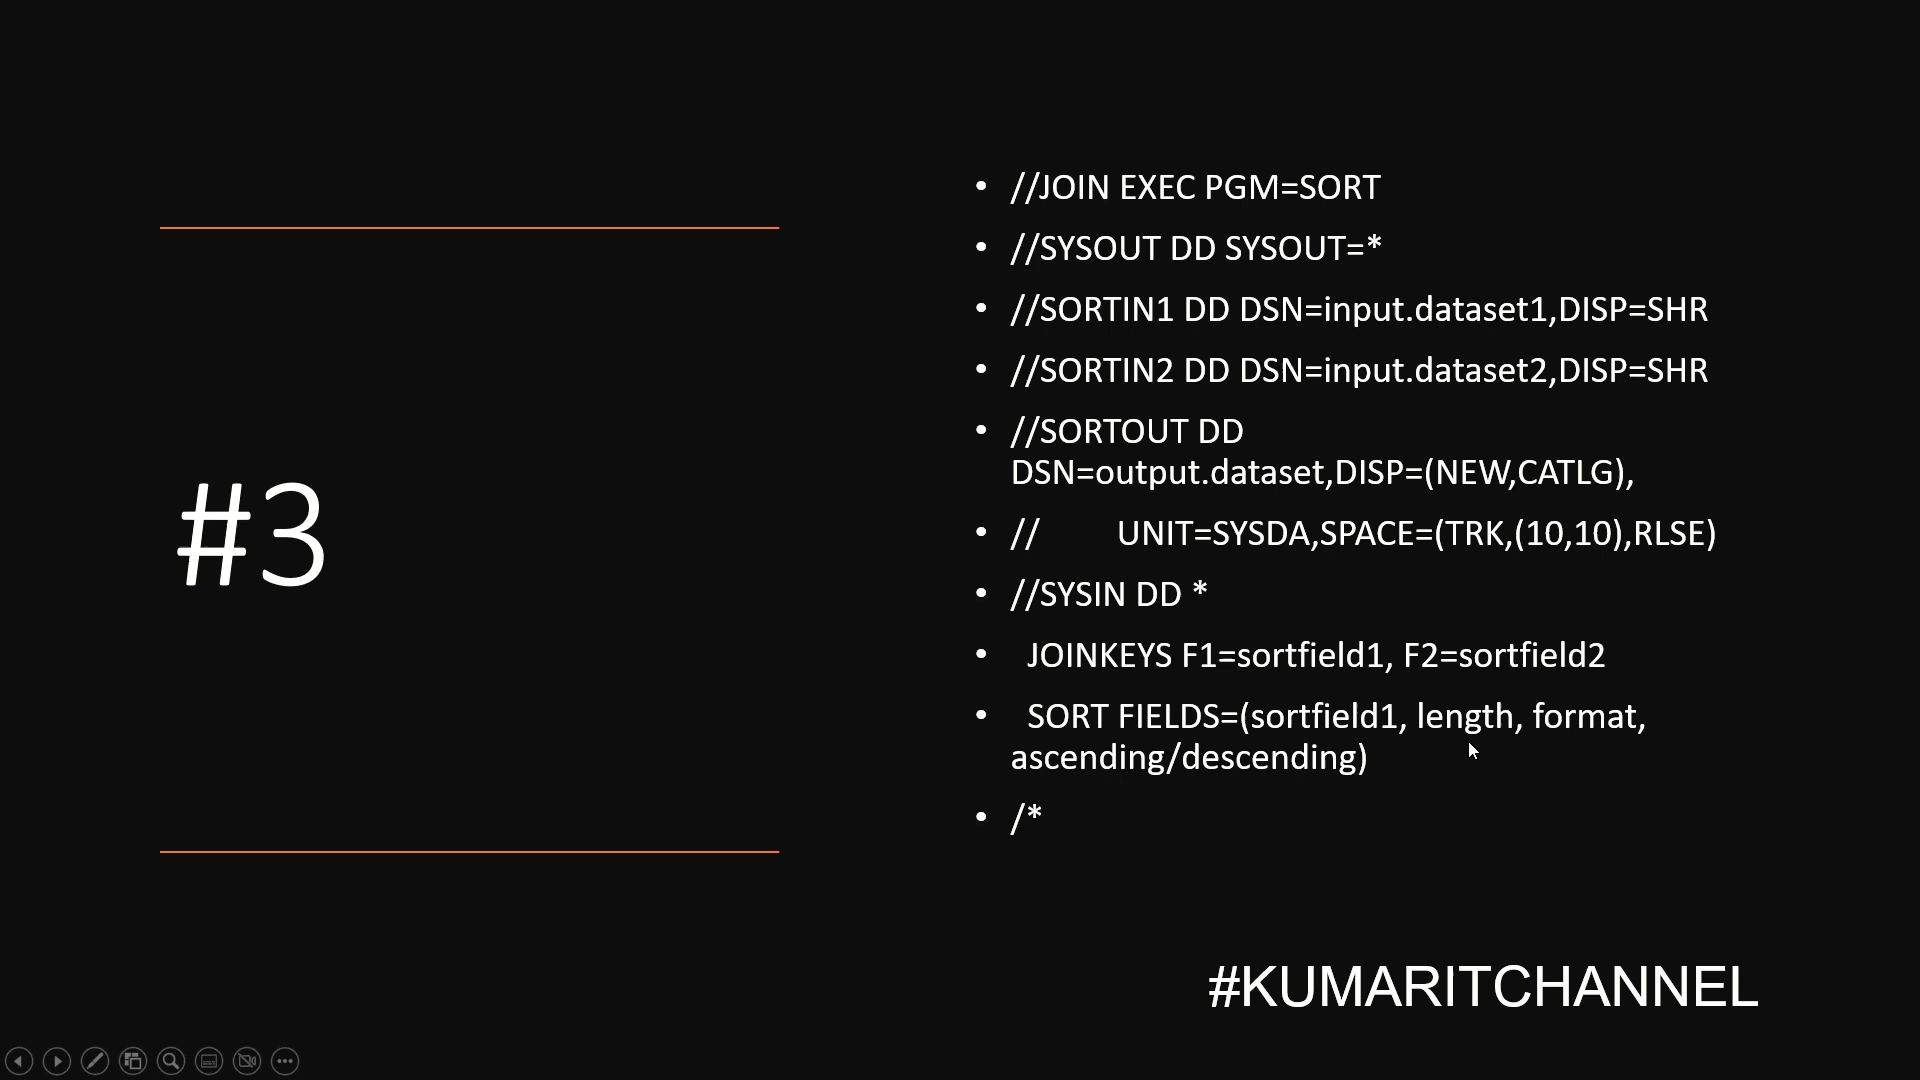 #3
• //JOIN EXEC PGM=SORT
• //SYSOUT DD SYSOUT=*
• //SORTIN1 DD DSN=input.dataset1,DISP=SHR
• //SORTIN2 DD DSN=input.dataset2,DISP=SHR
• //SORTOUT DD
DSN=output.dataset,DISP=(NEW,CATLG),
• //         UNIT=SYSDA,SPACE=(TRK,(10,10),RLSE)
• //SYSIN DD *
•   JOINKEYS F1=sortfield1, F2=sortfield2
•   SORT FIELDS=(sortfield1, length, format,
ascending/descending)
• /*
#KUMARITCHANNEL